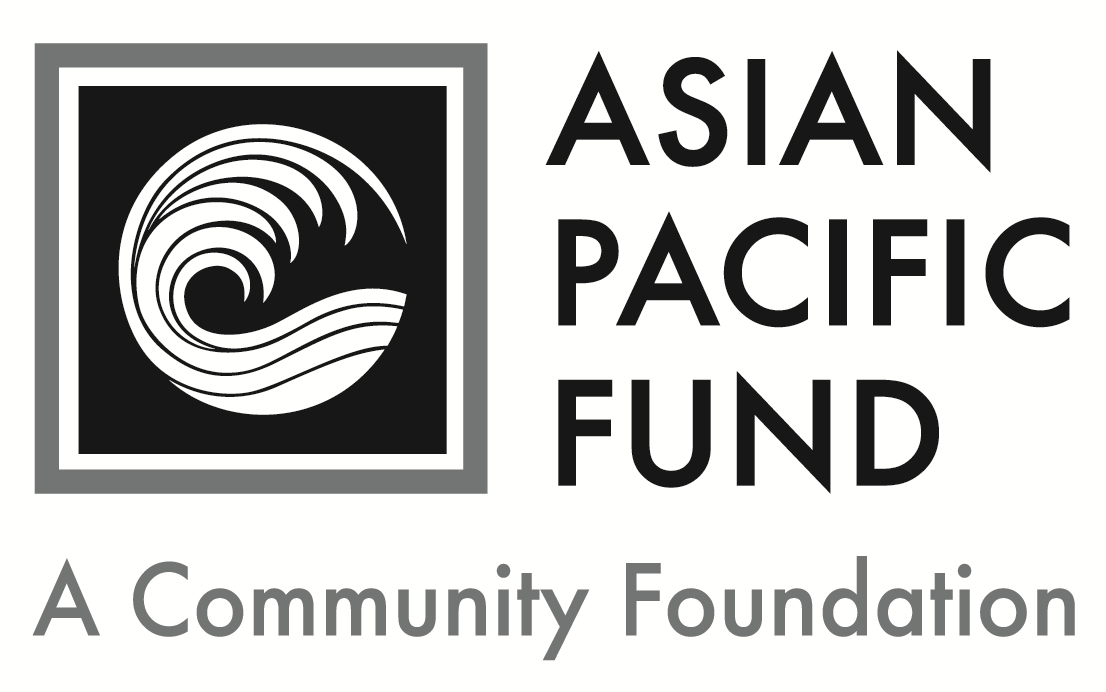 ASIAN
PACIFIC
FUND
A Community Foundation